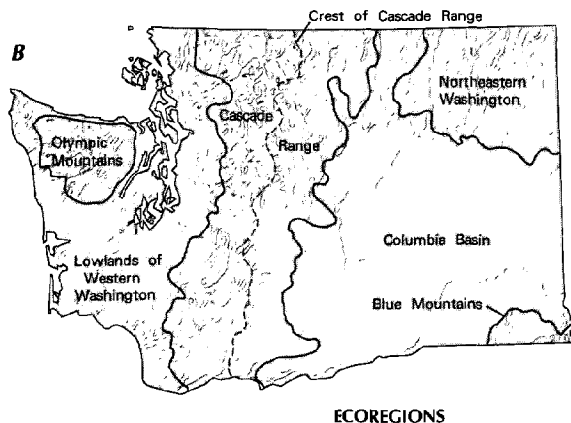 Crest of Cascade Range
B
Northeastern
Washington
Cascade
Range
Olympic
Mountains
Columbia Basin
Lowlands of
Western
Washington
Blue Mountains
ECOREGIONS